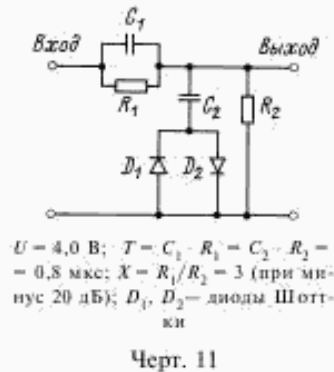 C₁
Вход
Выход
R₁
C₂
R₂
D₁
D₂
U = 4,0 В; T = C₁ · R₁ = C₂ · R₂ =
= 0,8 мкс; X = R₁/R₂ = 3 (при ми-
нус 20 дБ); D₁, D₂— диоды Шотт-
ки
Черт. 11